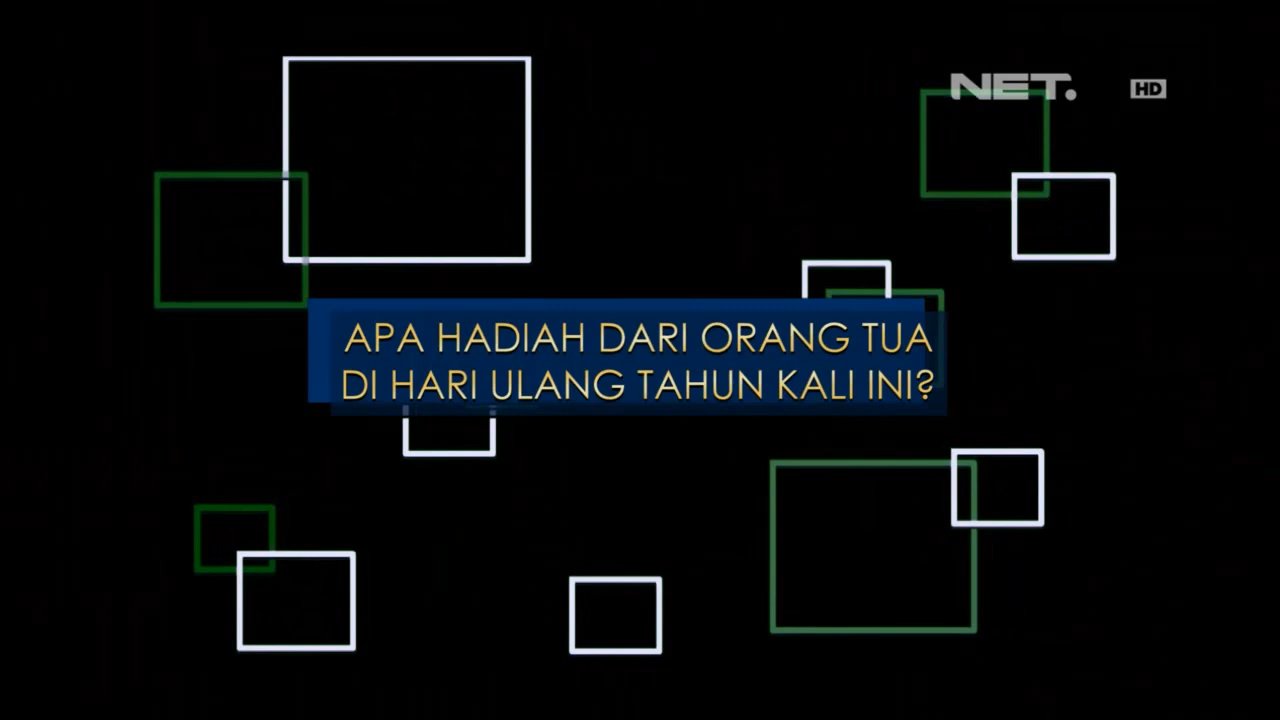 NET.
HD
APA HADIAH DARI ORANG TUA
DI HARI ULANG TAHUN KALI INI?